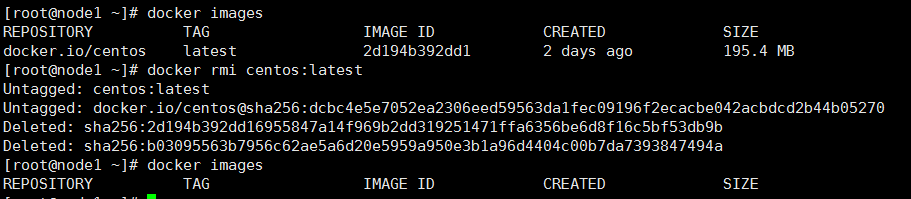 [root@node1 ~]# docker images
REPOSITORY TAG IMAGE ID CREATED SIZE
docker.io/centos latest 2d194b392dd1 2 days ago 195.4 MB
[root@node1 ~]# docker rmi centos:latest
Untagged: centos:latest
Untagged: docker.io/centos@sha256:dcbc4e5e7052ea2306eed59563da1fec09196f2ecacbe042acbdcd2b44b05270
Deleted: sha256:2d194b392dd16955847a14f969b2dd319251471ffa6356be6d8f16c5bf53db9b
Deleted: sha256:b03095563b7956c62ae5a6d20e5959a950e3b1a96d4404c00b7da7393847494a
[root@node1 ~]# docker images
REPOSITORY TAG IMAGE ID CREATED SIZE